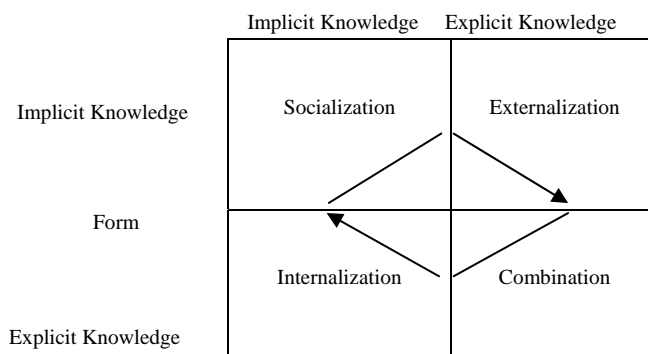 Implicit Knowledge Explicit Knowledge
Implicit Knowledge Socialization Externalization
Form
Internalization Combination
Explicit Knowledge